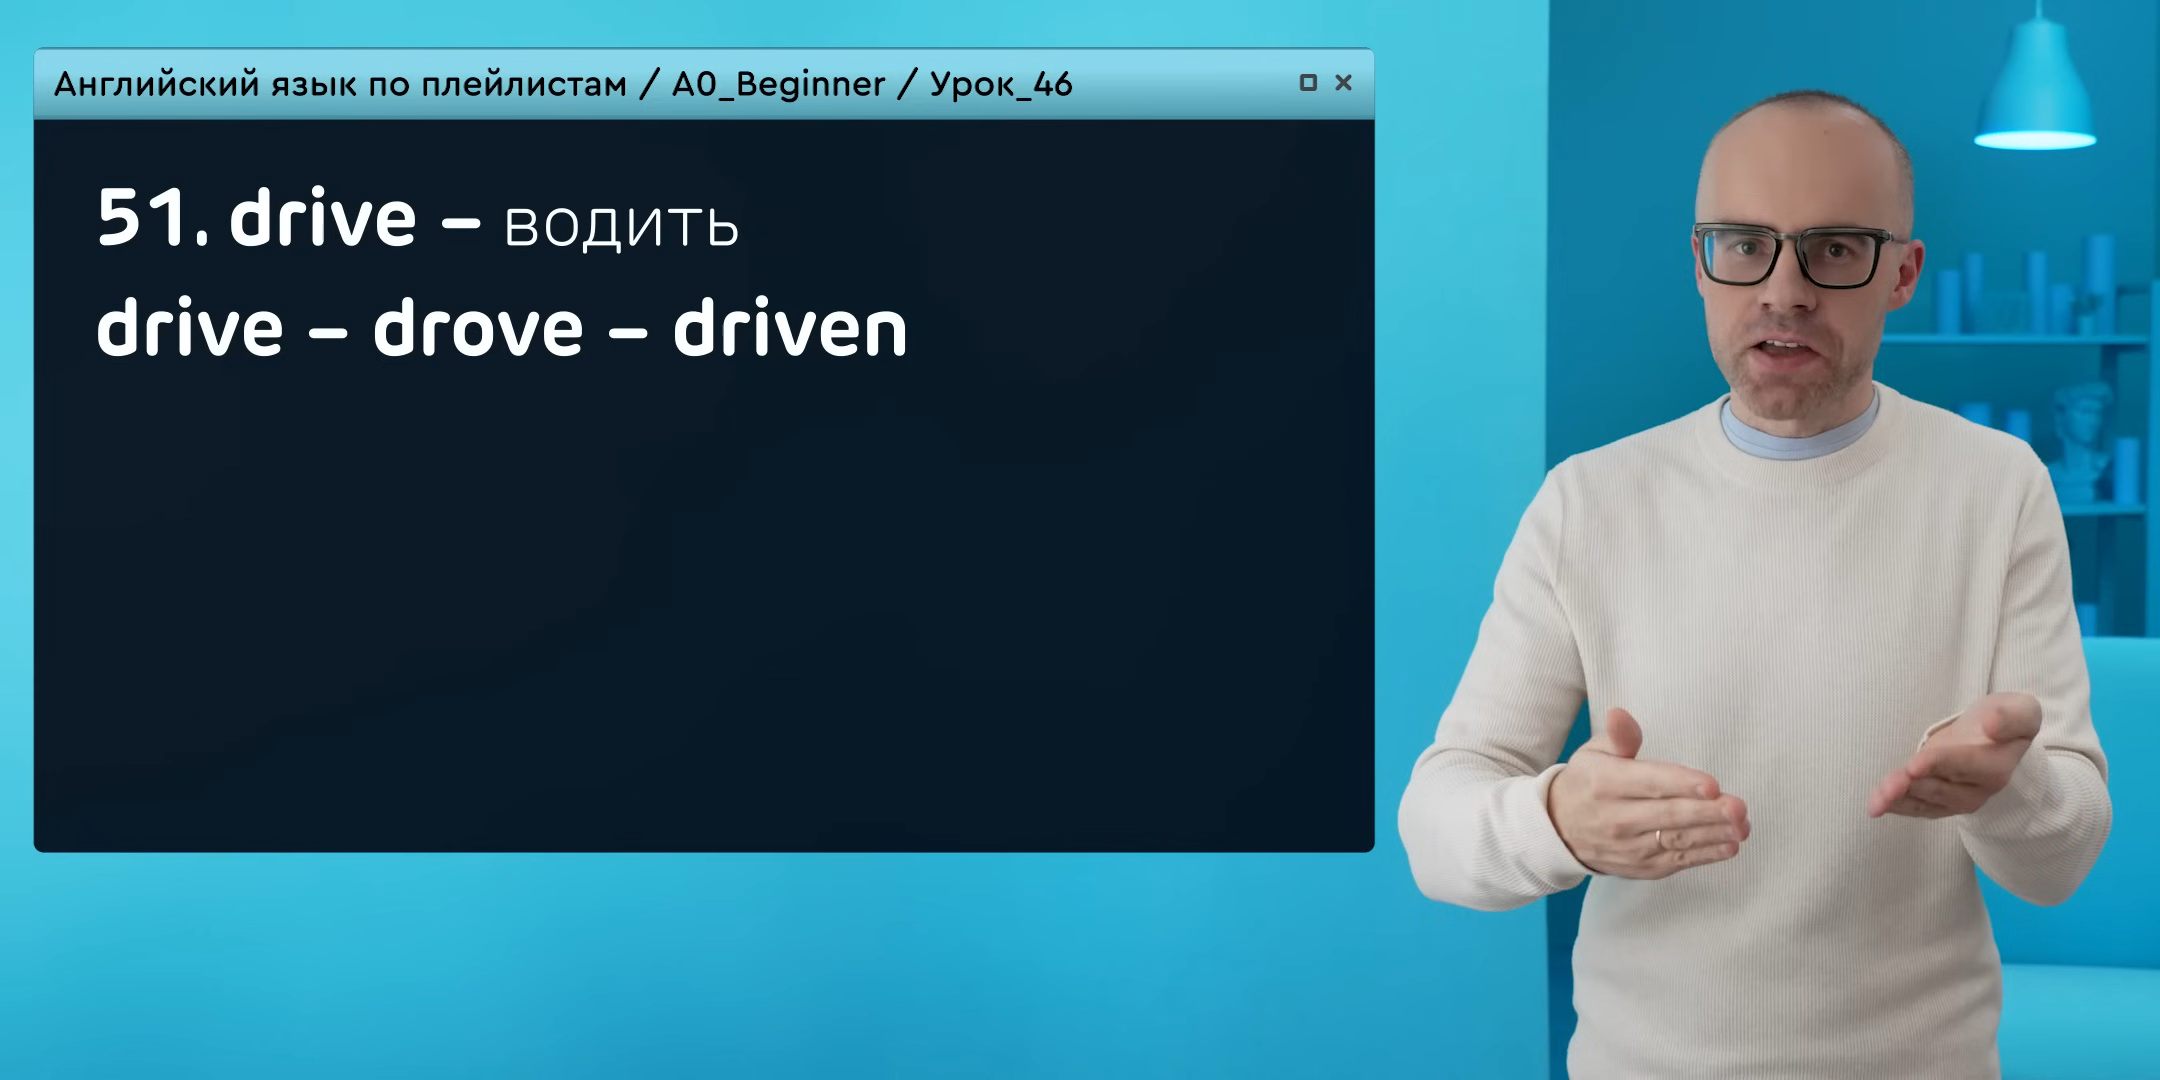 Английский язык по плейлистам / A0_Beginner / Урок_46
51. drive – водить
drive – drove – driven